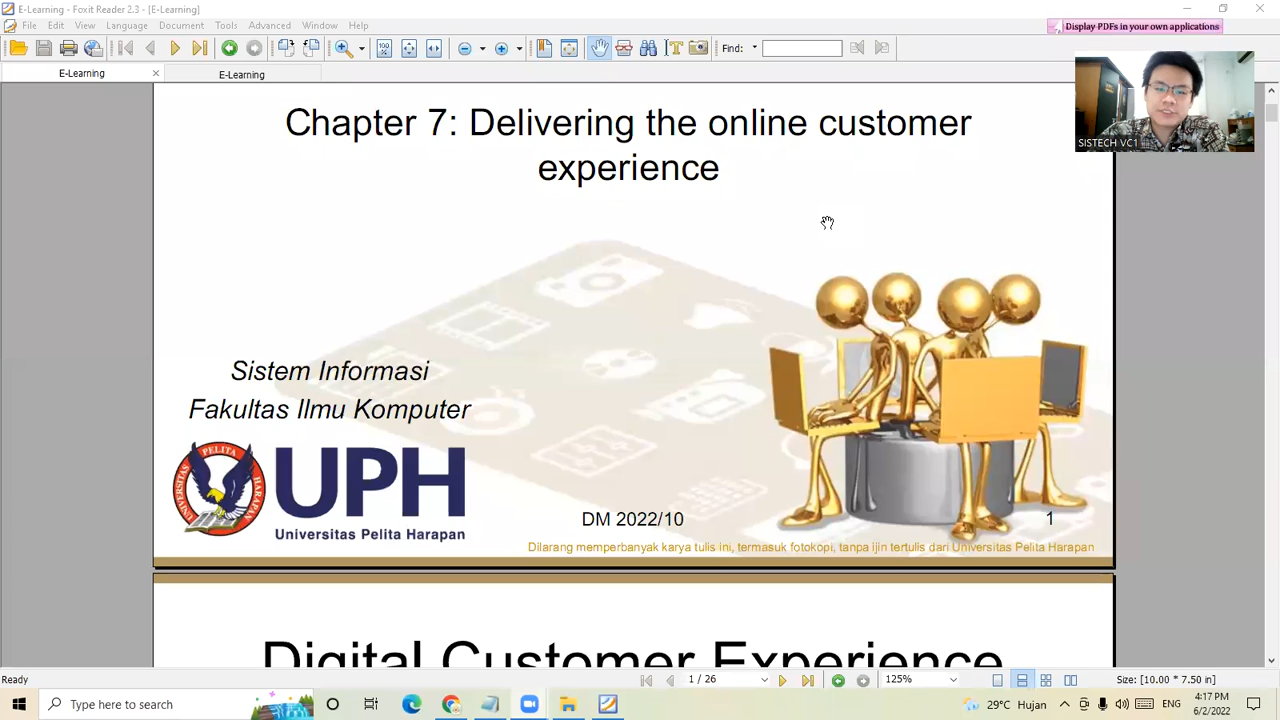 E-Learning - Foxit Reader 2.3 - [E-Learning]
File Edit View Language Document Tools Advanced Window Help
Display PDFs in your own applications
Find:
E-Learning
E-Learning
SISTECH VC1
Chapter 7: Delivering the online customer
experience
Sistem Informasi
Fakultas Ilmu Komputer
UNIVERSITAS PELITA HARAPAN
UPH
Universitas Pelita Harapan
DM 2022/10
1
Dilarang memperbanyak karya tulis ini, termasuk fotokopi, tanpa ijin tertulis dari Universitas Pelita Harapan
Digital Customer Experience
Ready
1 / 26
125%
Size: [10.00 * 7.50 in]
Type here to search
29°C Hujan
ENG
4:17 PM
6/2/2022